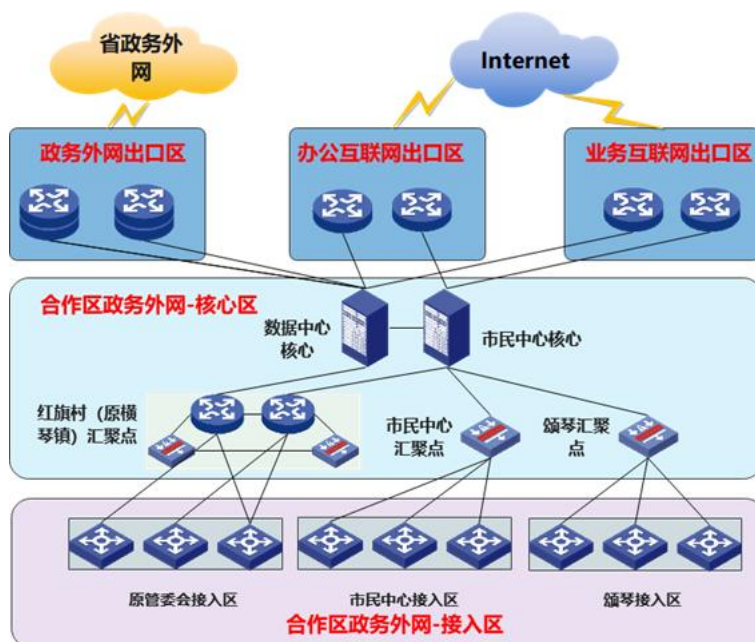 省政务外
网
Internet
政务外网出口区
办公互联网出口区
业务互联网出口区
合作区政务外网-核心区
数据中心
核心
市民中心核心
红旗村（原横
琴镇）汇聚点
市民中心
汇聚点
颂琴汇聚
点
原管委会接入区
市民中心接入区
颂琴接入区
合作区政务外网-接入区